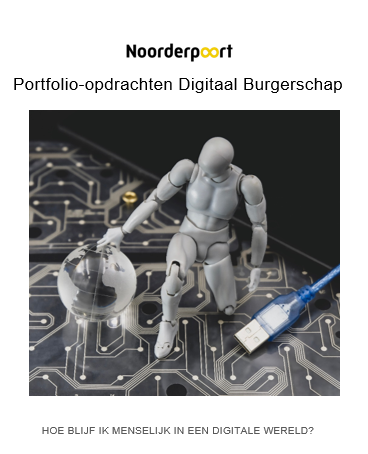 Noorderpoort
Portfolio-opdrachten Digitaal Burgerschap
HOE BLIJF IK MENSELIJK IN EEN DIGITALE WERELD?